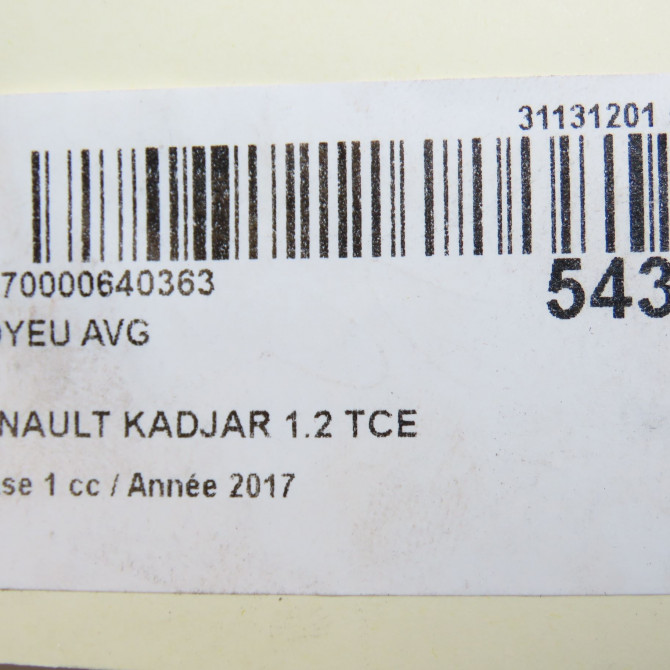 31131201
70000640363
543
OYEU AVG
NAULT KADJAR 1.2 TCE
se 1 cc / Année 2017